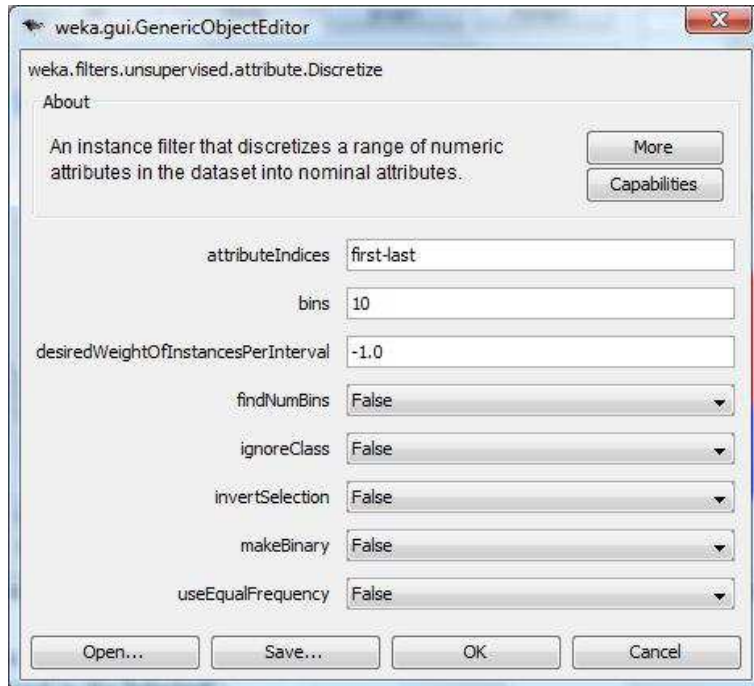 weka.gui.GenericObjectEditor
weka.filters.unsupervised.attribute.Discretize
About
An instance filter that discretizes a range of numeric
attributes in the dataset into nominal attributes.
More
Capabilities
attributeIndices first-last
bins 10
desiredWeightOfInstancesPerInterval -1.0
findNumBins False
ignoreClass False
invertSelection False
makeBinary False
useEqualFrequency False
Open... Save... OK Cancel